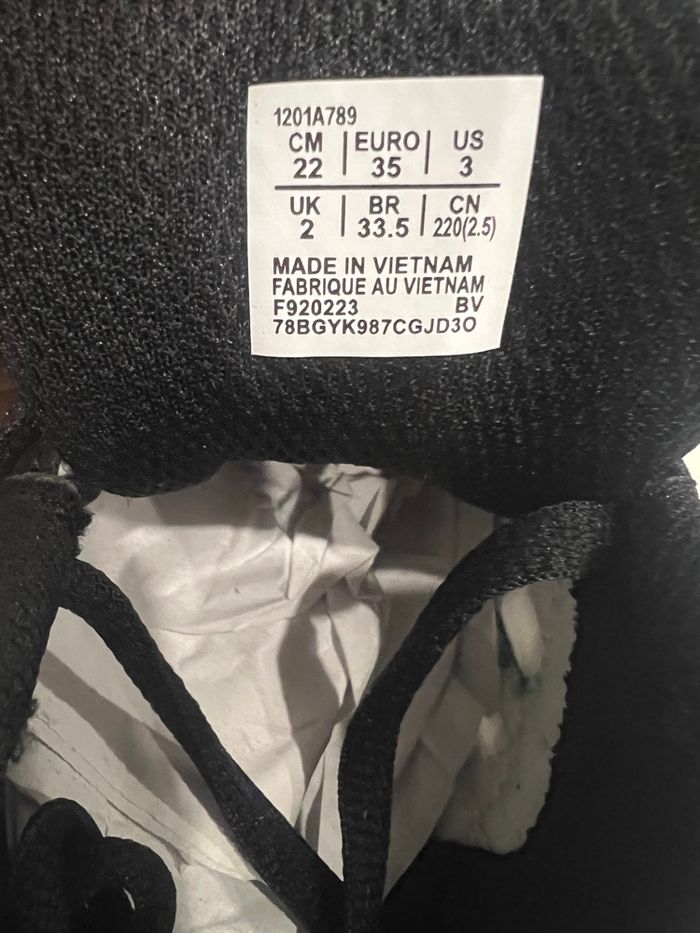 1201A789
CM | EURO | US
22 | 35 | 3
UK | BR | CN
2 | 33.5 | 220(2.5)
MADE IN VIETNAM
FABRIQUE AU VIETNAM
F920223 BV
78BGYK987CGJD3O